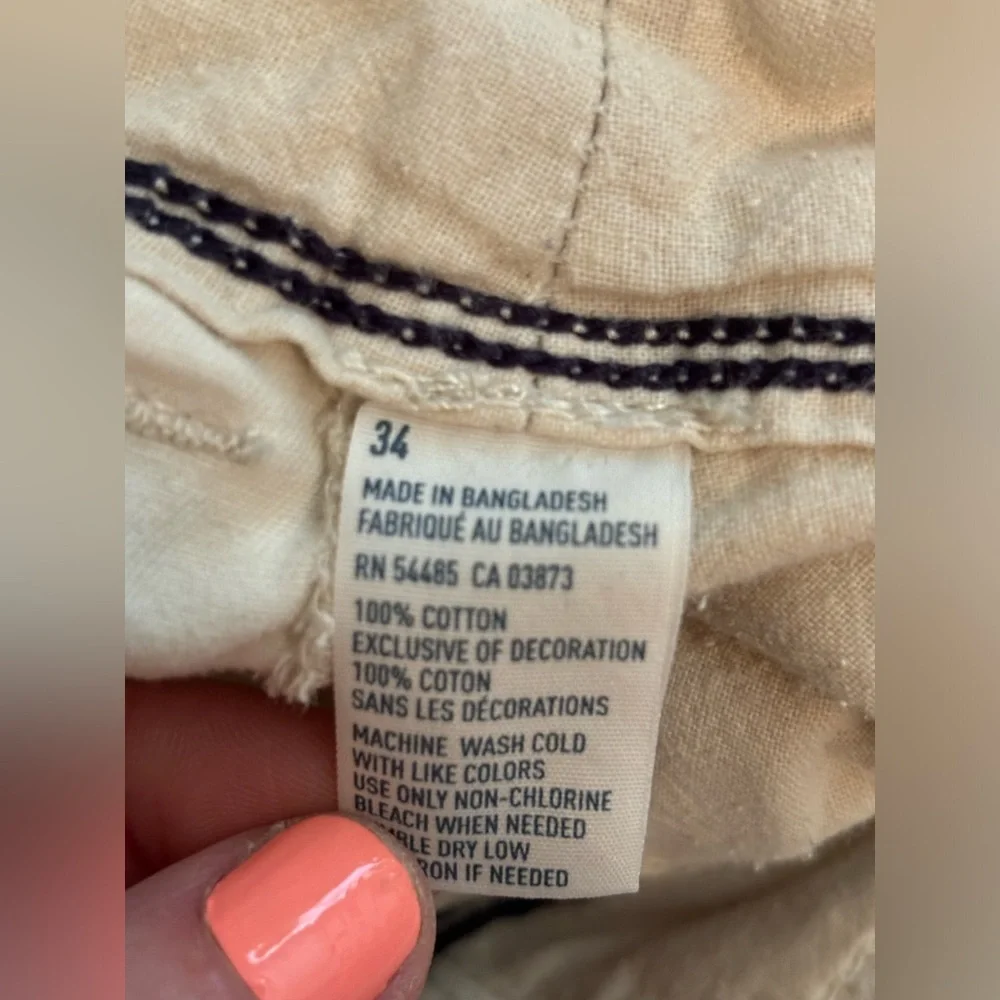 34
MADE IN BANGLADESH
FABRIQUÉ AU BANGLADESH
RN 54485 CA 03873
100% COTTON
EXCLUSIVE OF DECORATION
100% COTON
SANS LES DÉCORATIONS
MACHINE WASH COLD
WITH LIKE COLORS
USE ONLY NON-CHLORINE
BLEACH WHEN NEEDED
DRY LOW
IF NEEDED